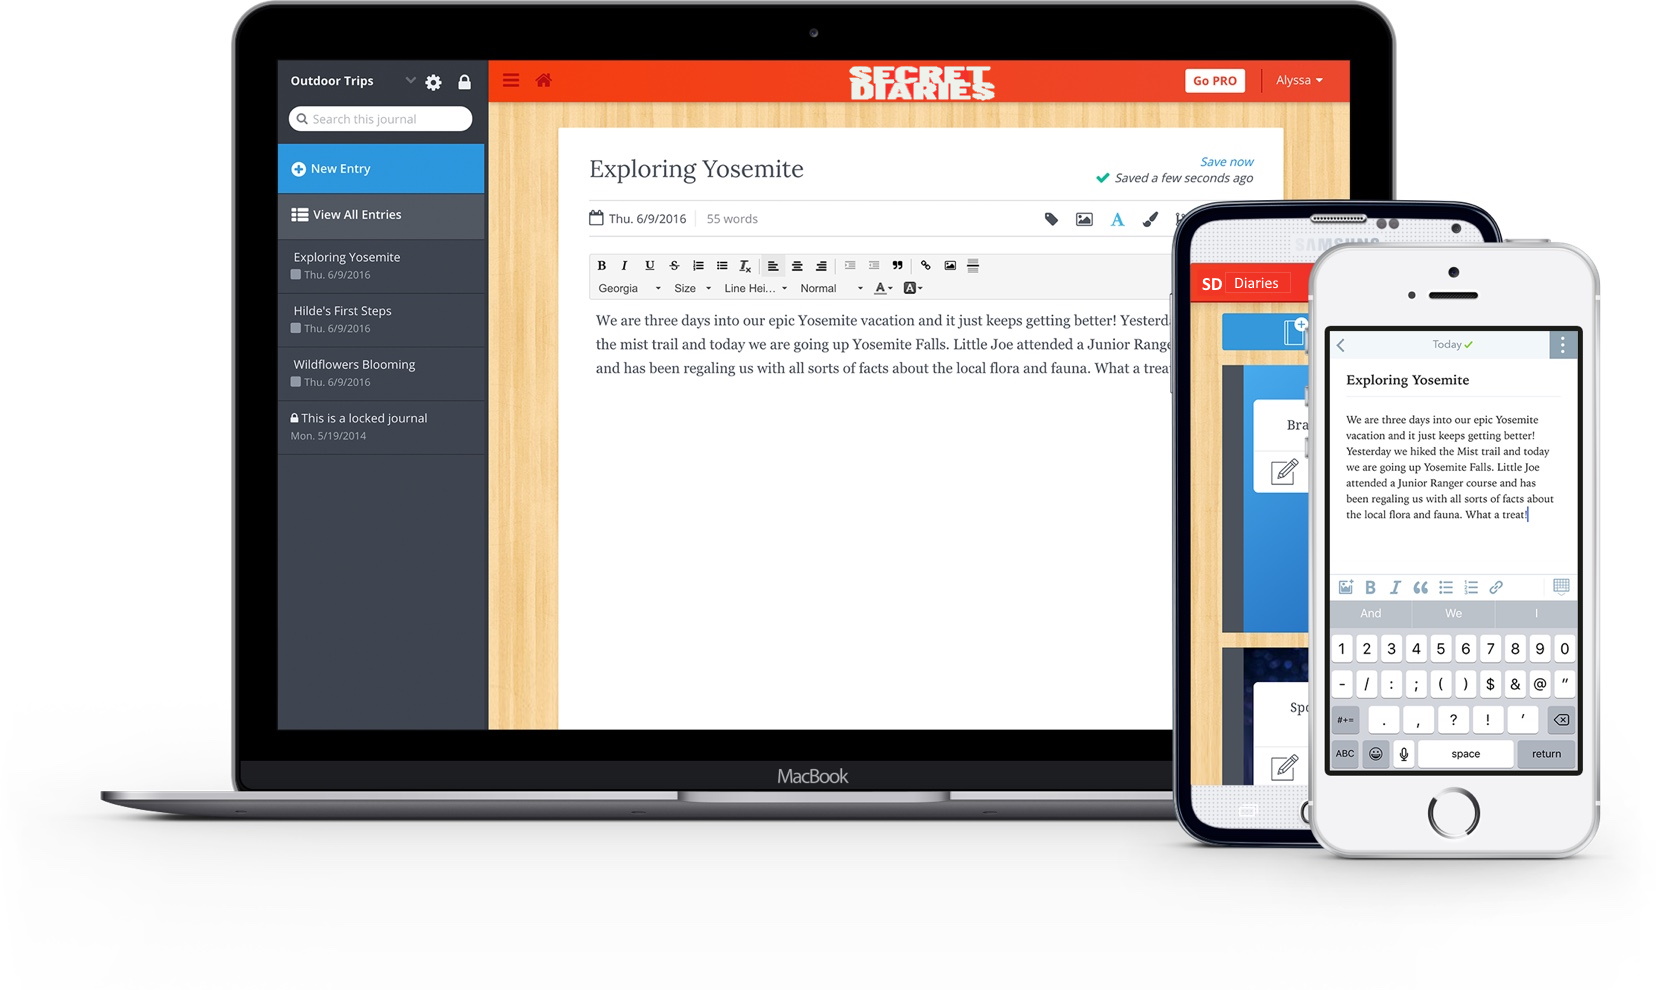 Outdoor Trips
Search this journal
New Entry
View All Entries
Exploring Yosemite
Thu. 6/9/2016
Hilde's First Steps
Thu. 6/9/2016
Wildflowers Blooming
Thu. 6/9/2016
This is a locked journal
Mon. 5/19/2014
SECRET
DIARIES
Go PRO
Alyssa
Exploring Yosemite
Save now
Saved a few seconds ago
Thu. 6/9/2016 55 words
A
B I U S Tx
Georgia Size Line Hei... Normal A A
We are three days into our epic Yosemite vacation and it just keeps getting better! Yesterd
the mist trail and today we are going up Yosemite Falls. Little Joe attended a Junior Range
and has been regaling us with all sorts of facts about the local flora and fauna. What a trea
MacBook
SAMSUNG
SD Diaries
Bra
Spo
Today
Exploring Yosemite
We are three days into our epic Yosemite
vacation and it just keeps getting better!
Yesterday we hiked the Mist trail and today
we are going up Yosemite Falls. Little Joe
attended a Junior Ranger course and has
been regaling us with all sorts of facts about
the local flora and fauna. What a treat!
B I
And We I
1 2 3 4 5 6 7 8 9 0
- / : ; ( ) $ & @ "
#+= . , ? ! '
ABC space return